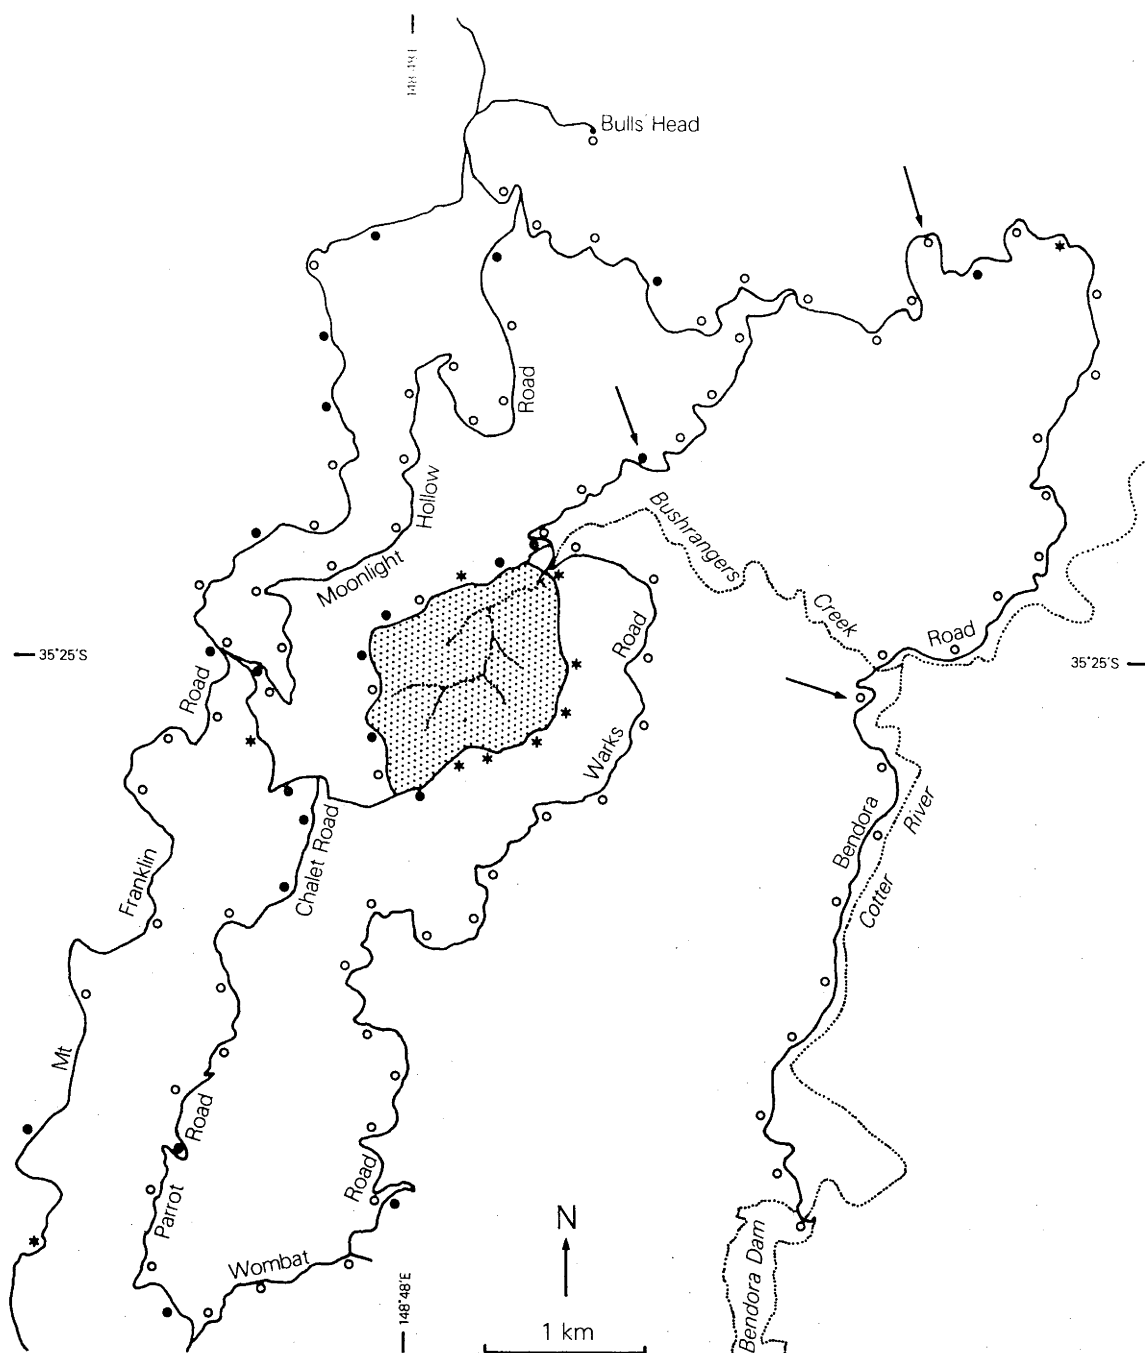 Bulls Head
Road
Hollow
Moonlight
Bushrangers
Creek
Road
Road
35°25'S
35°25'S
Road
Warks
Franklin
Chalet Road
Bendora
River
Cotter
Mt
Road
Parrot
Road
Wombat
Bendora Dam
N
148°48'E
1 km